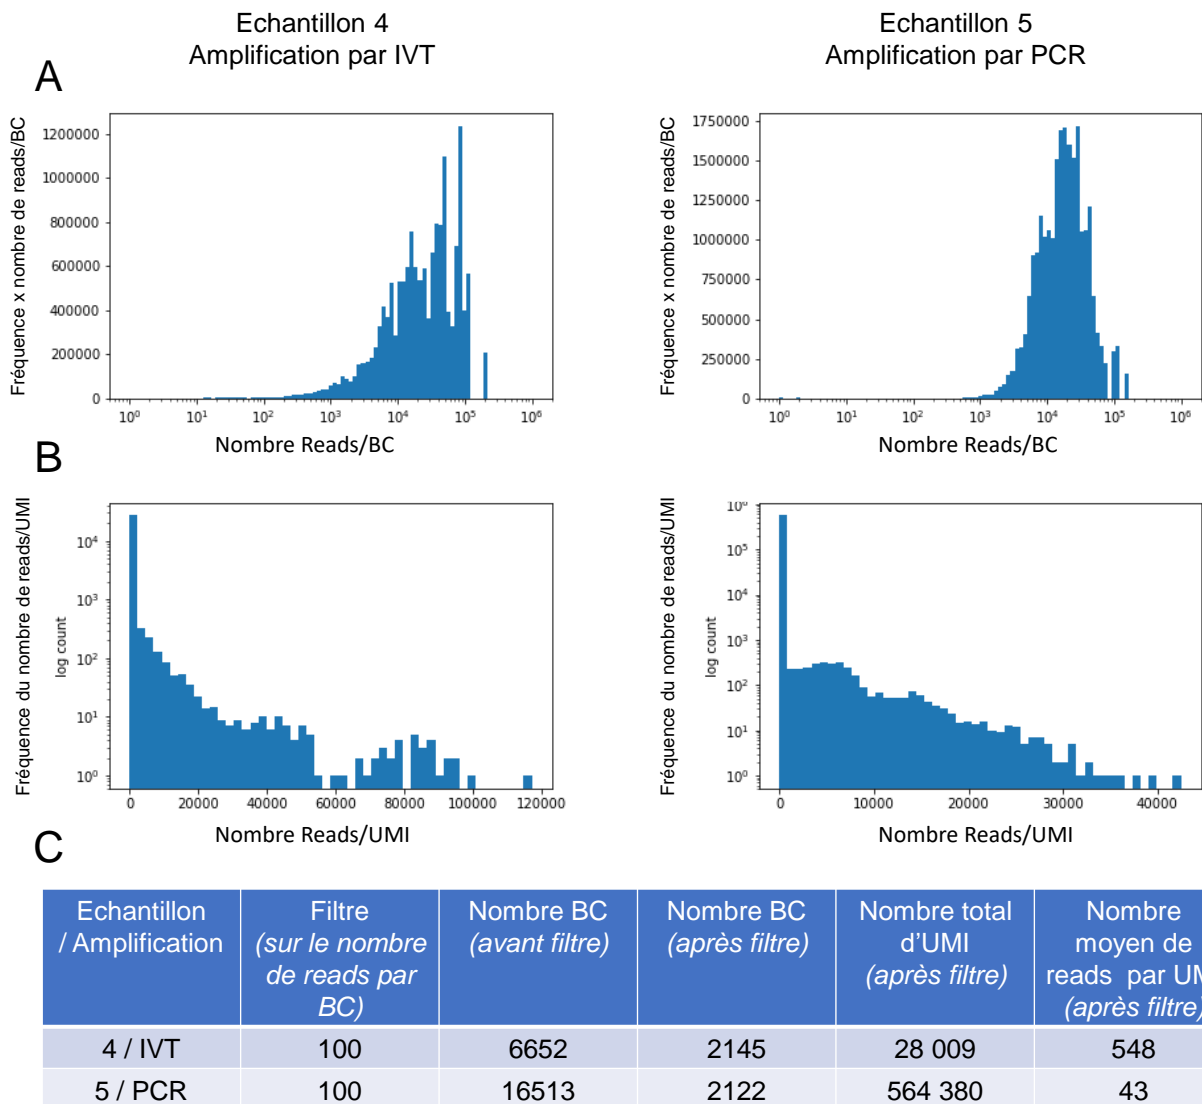 Echantillon 4
Amplification par IVT
Echantillon 5
Amplification par PCR
A
Fréquence x nombre de reads/BC
1200000
1000000
800000
600000
400000
200000
0
10⁰ 10¹ 10² 10³ 10⁴ 10⁵ 10⁶
Nombre Reads/BC
Fréquence x nombre de reads/BC
1750000
1500000
1250000
1000000
750000
500000
250000
0
10⁰ 10¹ 10² 10³ 10⁴ 10⁵ 10⁶
Nombre Reads/BC
B
Fréquence du nombre de reads/UMI
log count
10⁴
10³
10²
10¹
10⁰
0 20000 40000 60000 80000 100000 120000
Nombre Reads/UMI
Fréquence du nombre de reads/UMI
log count
10⁶
10⁵
10⁴
10³
10²
10¹
10⁰
0 10000 20000 30000 40000
Nombre Reads/UMI
C
Echantillon
/ Amplification
Filtre
(sur le nombre
de reads par
BC)
Nombre BC
(avant filtre)
Nombre BC
(après filtre)
Nombre total
d'UMI
(après filtre)
Nombre
moyen de
reads par UM
(après filtre)
4 / IVT 100 6652 2145 28 009 548
5 / PCR 100 16513 2122 564 380 43